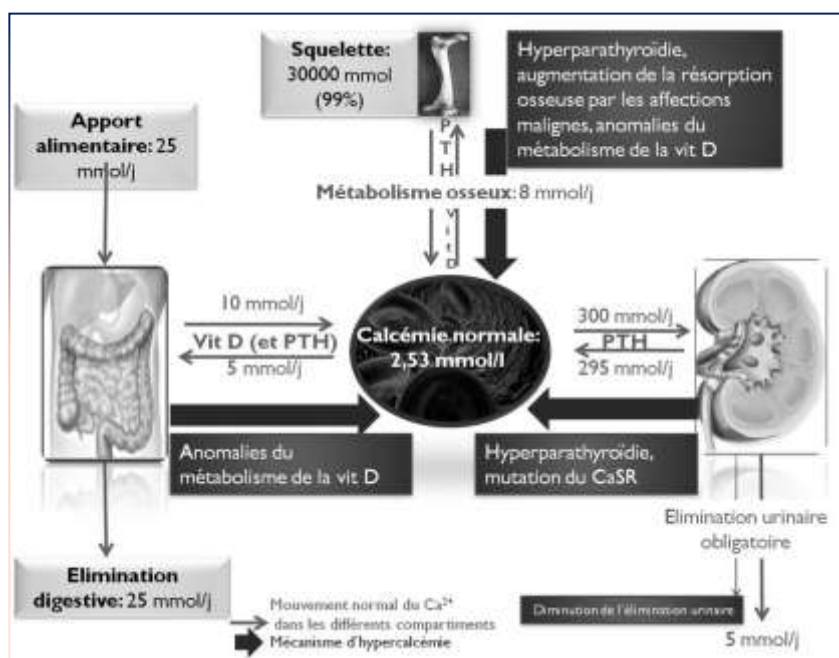 Squelette:
30000 mmol
(99%)
Hyperparathyroïdie,
augmentation de la résorption
osseuse par les affections
malignes, anomalies du
métabolisme de la vit D
Apport
alimentaire: 25
mmol/j
PTH vit D
Métabolisme osseux: 8 mmol/j
10 mmol/j
Vit D (et PTH)
5 mmol/j
Calcémie normale:
2,53 mmol/l
300 mmol/j
PTH
295 mmol/j
Anomalies du
métabolisme de la vit D
Hyperparathyroïdie,
mutation du CaSR
Elimination urinaire
obligatoire
Elimination
digestive: 25 mmol/j
Mouvement normal du Ca²⁺
dans les différents compartiments
Mécanisme d'hypercalcémie
Diminution de l'élimination urinaire
5 mmol/j